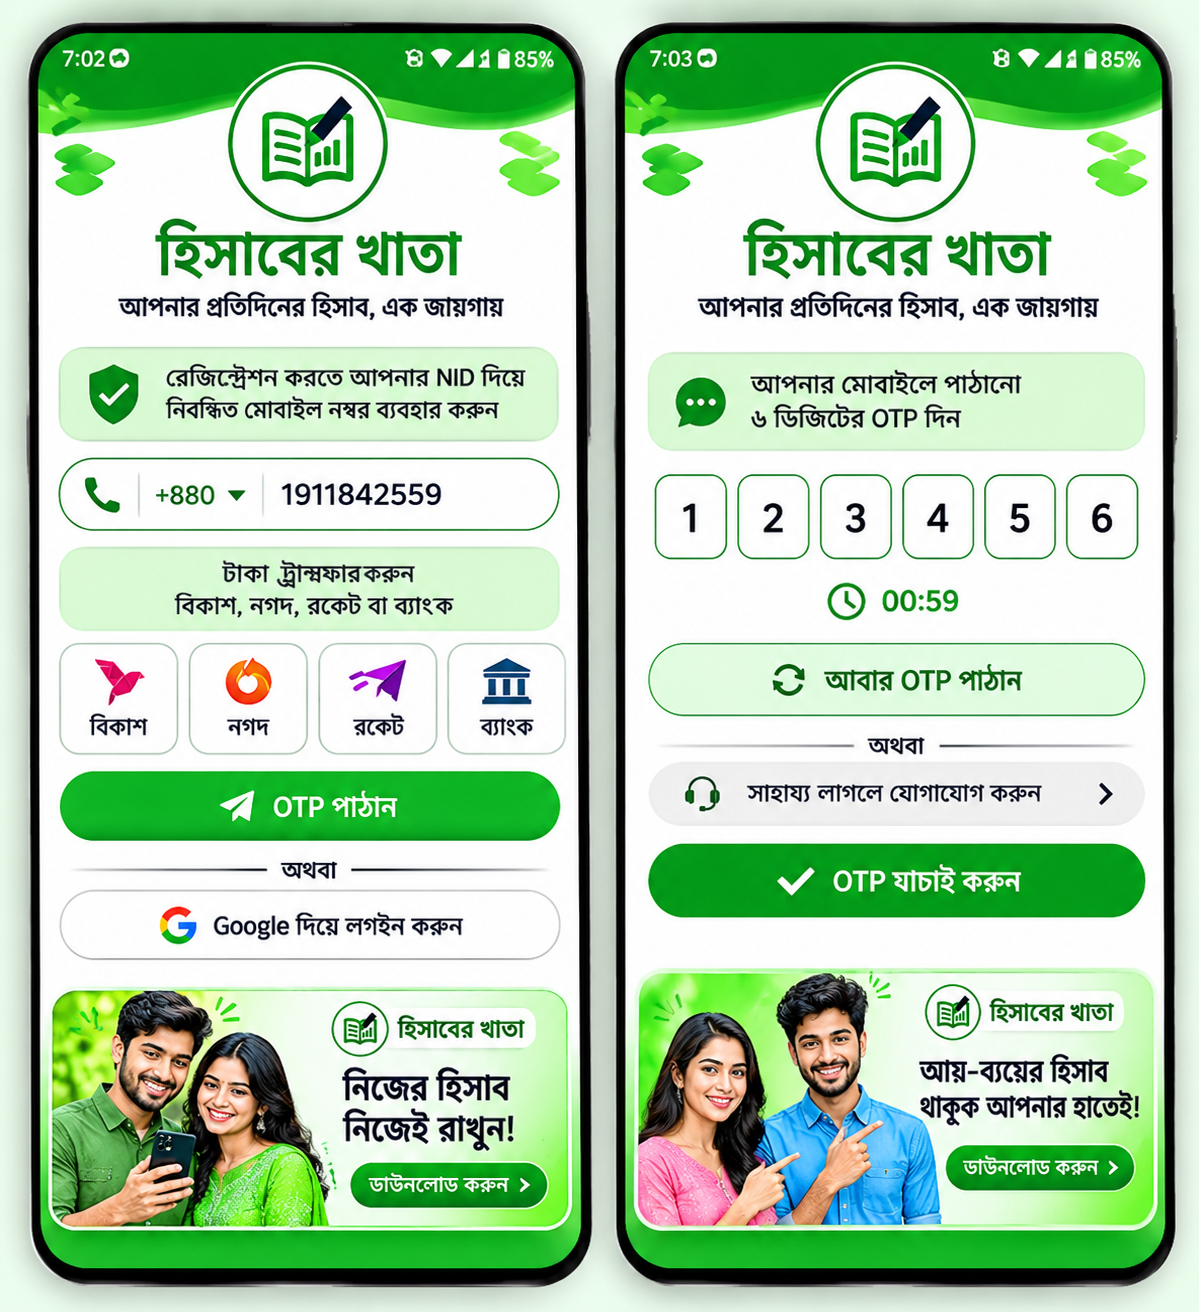 7:02
85%
হিসাবের খাতা
আপনার প্রতিদিনের হিসাব, এক জায়গায়
রেজিস্ট্রেশন করতে আপনার NID দিয়ে
নিবন্ধিত মোবাইল নম্বর ব্যবহার করুন
+880
1911842559
টাকা ট্রান্সফার করুন
বিকাশ, নগদ, রকেট বা ব্যাংক
বিকাশ
নগদ
রকেট
ব্যাংক
OTP পাঠান
অথবা
Google দিয়ে লগইন করুন
হিসাবের খাতা
নিজের হিসাব
নিজেই রাখুন!
ডাউনলোড করুন
7:03
85%
হিসাবের খাতা
আপনার প্রতিদিনের হিসাব, এক জায়গায়
আপনার মোবাইলে পাঠানো
৬ ডিজিটের OTP দিন
1 2 3 4 5 6
00:59
আবার OTP পাঠান
অথবা
সাহায্য লাগলে যোগাযোগ করুন
OTP যাচাই করুন
হিসাবের খাতা
আয়-ব্যয়ের হিসাব
থাকুক আপনার হাতেই!
ডাউনলোড করুন